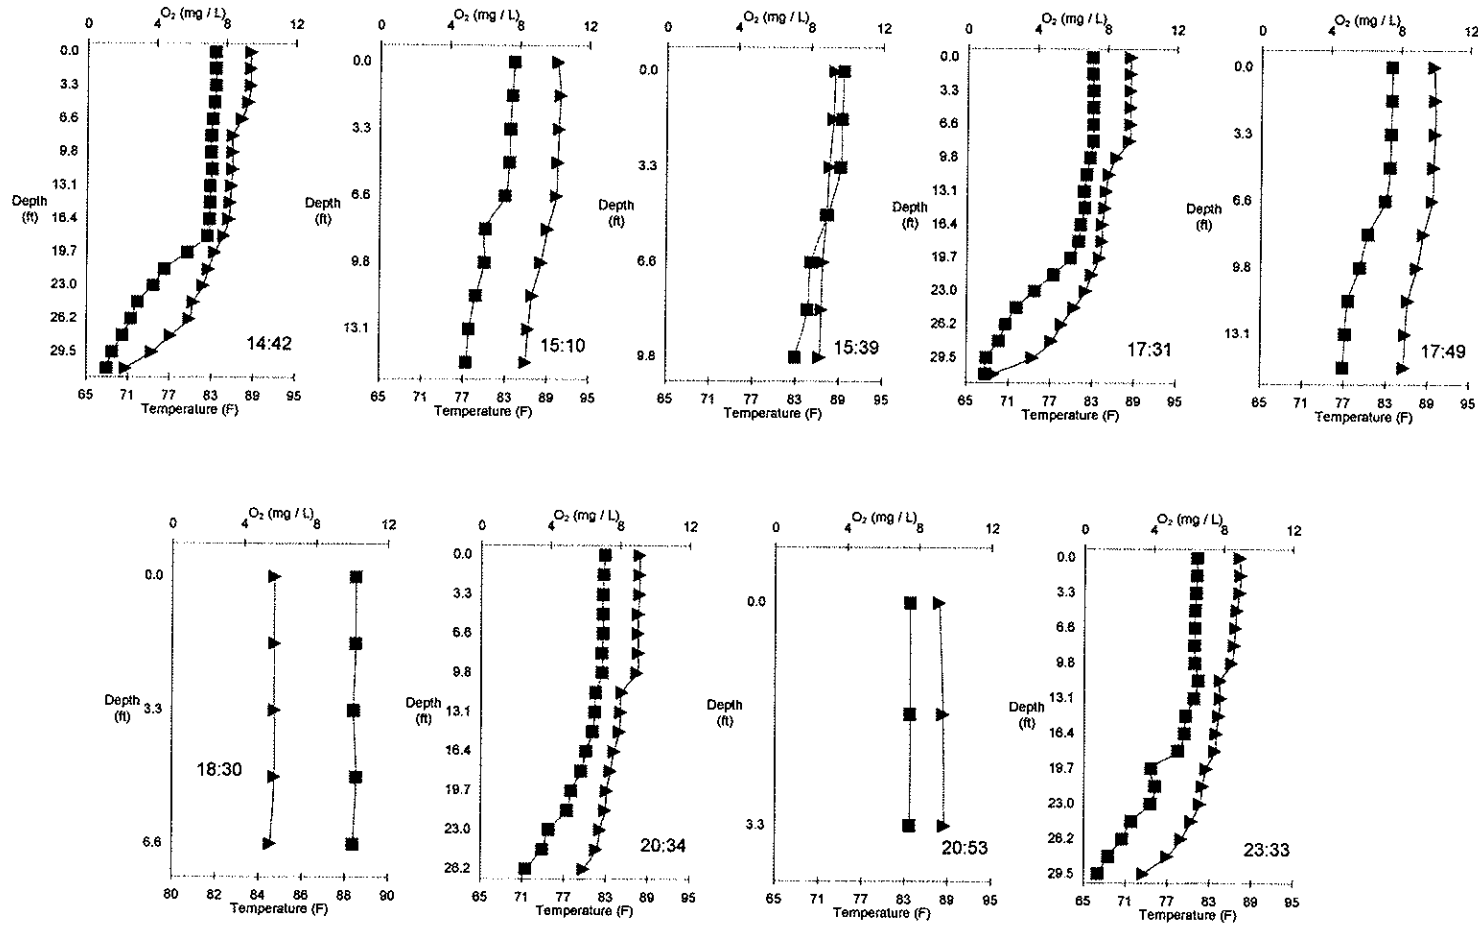 O₂ (mg / L)
0 4 8 12
0.0
3.3
6.6
9.8
13.1
16.4
19.7
23.0
26.2
29.5
Depth
(ft)
14:42
65 71 77 83 89 95
Temperature (F)
O₂ (mg / L)
0 4 8 12
0.0
3.3
6.6
9.8
13.1
Depth
(ft)
15:10
65 71 77 83 89 95
Temperature (F)
O₂ (mg / L)
0 4 8 12
0.0
3.3
6.6
9.8
Depth
(ft)
15:39
65 71 77 83 89 95
Temperature (F)
O₂ (mg / L)
0 4 8 12
0.0
3.3
6.6
9.8
13.1
16.4
19.7
23.0
26.2
29.5
Depth
(ft)
17:31
65 71 77 83 89 95
Temperature (F)
O₂ (mg / L)
0 4 8 12
0.0
3.3
6.6
9.8
13.1
Depth
(ft)
17:49
65 71 77 83 89 95
Temperature (F)
O₂ (mg / L)
0 4 8 12
0.0
3.3
6.6
Depth
(ft)
18:30
80 82 84 86 88 90
Temperature (F)
O₂ (mg / L)
0 4 8 12
0.0
3.3
6.6
9.8
13.1
16.4
19.7
23.0
26.2
Depth
(ft)
20:34
65 71 77 83 89 95
Temperature (F)
O₂ (mg / L)
0 4 8 12
0.0
3.3
Depth
(ft)
20:53
65 71 77 83 89 95
Temperature (F)
O₂ (mg / L)
0 4 8 12
0.0
3.3
6.6
9.8
13.1
16.4
19.7
23.0
26.2
29.5
Depth
(ft)
23:33
65 71 77 83 89 95
Temperature (F)